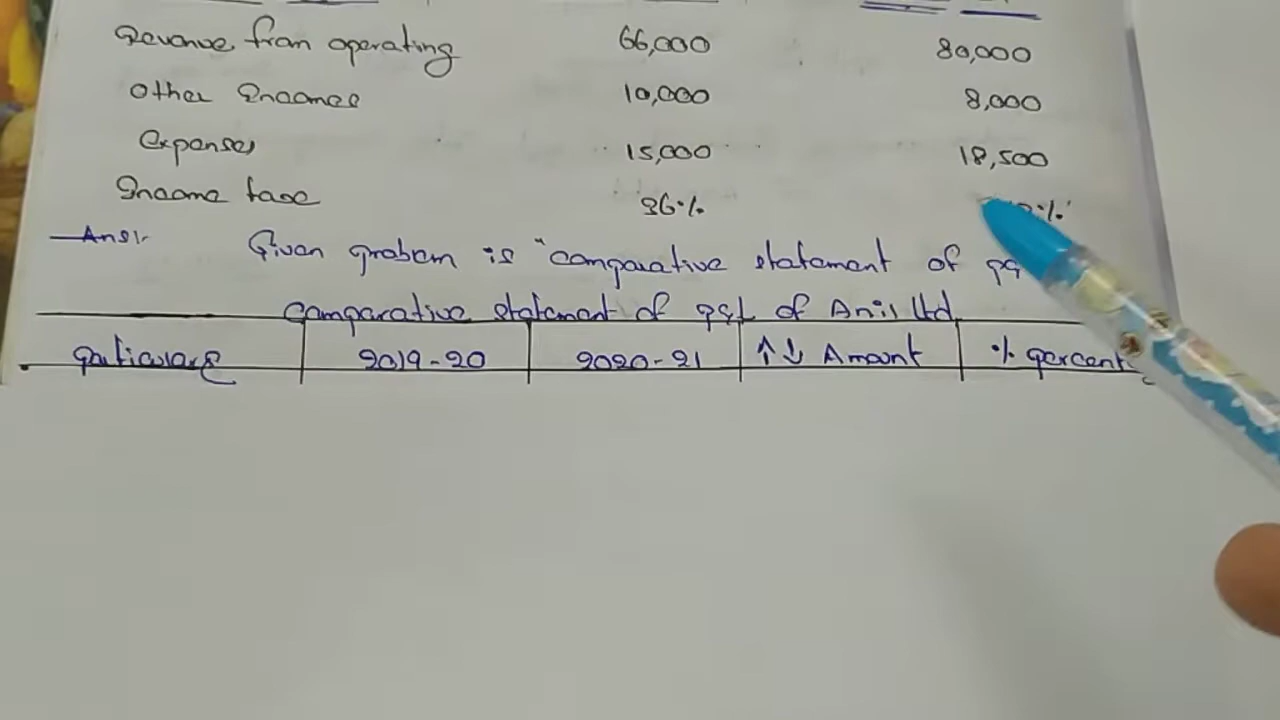 Revenue from operating 66,000 80,000
Other Incomes 10,000 8,000
Expenses 15,000 18,500
Income taxe 36%
Ans:- Given problem is "comparative statement of
Comparative statement of P&L of Anil Ltd
Particulars 2019-20 2020-21 ↑↓ Amount % percent